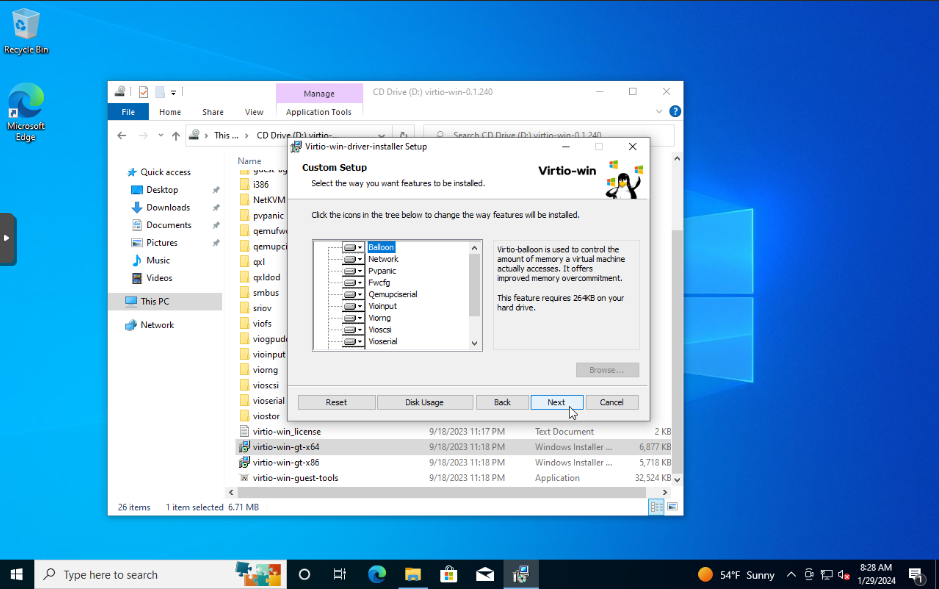 Recycle Bin
Microsoft
Edge
Manage
CD Drive (D:) virtio-win-0.1.240
File
Home
Share
View
Application Tools
This ...
CD Drive (D:) virtio-...
Search CD Drive (D:) virtio-win-0.1.240
Quick access
Desktop
Downloads
Documents
Pictures
Music
Videos
This PC
Network
Name
i386
NetKVM
pvpanic
qemufw
qemupci
qxl
qxldod
smbus
sriov
viofs
viogpudo
vioinput
viorng
vioscsi
vioserial
viostor
virtio-win_license 9/18/2023 11:17 PM Text Document 2 KB
virtio-win-gt-x64 9/18/2023 11:18 PM Windows Installer ... 6,877 KB
virtio-win-gt-x86 9/18/2023 11:18 PM Windows Installer ... 5,718 KB
virtio-win-guest-tools 9/18/2023 11:18 PM Application 32,524 KB
26 items 1 item selected 6.71 MB
Virtio-win-driver-installer Setup
Custom Setup
Select the way you want features to be installed.
Virtio-win
Click the icons in the tree below to change the way features will be installed.
Balloon
Network
Pvpanic
Fwcfg
Qemupciserial
Vioinput
Viorng
Vioscsi
Vioserial
Virtio-balloon is used to control the
amount of memory a virtual machine
actually accesses. It offers
improved memory overcommitment.
This feature requires 264KB on your
hard drive.
Browse...
Reset
Disk Usage
Back
Next
Cancel
Type here to search
54°F Sunny
8:28 AM
1/29/2024
1